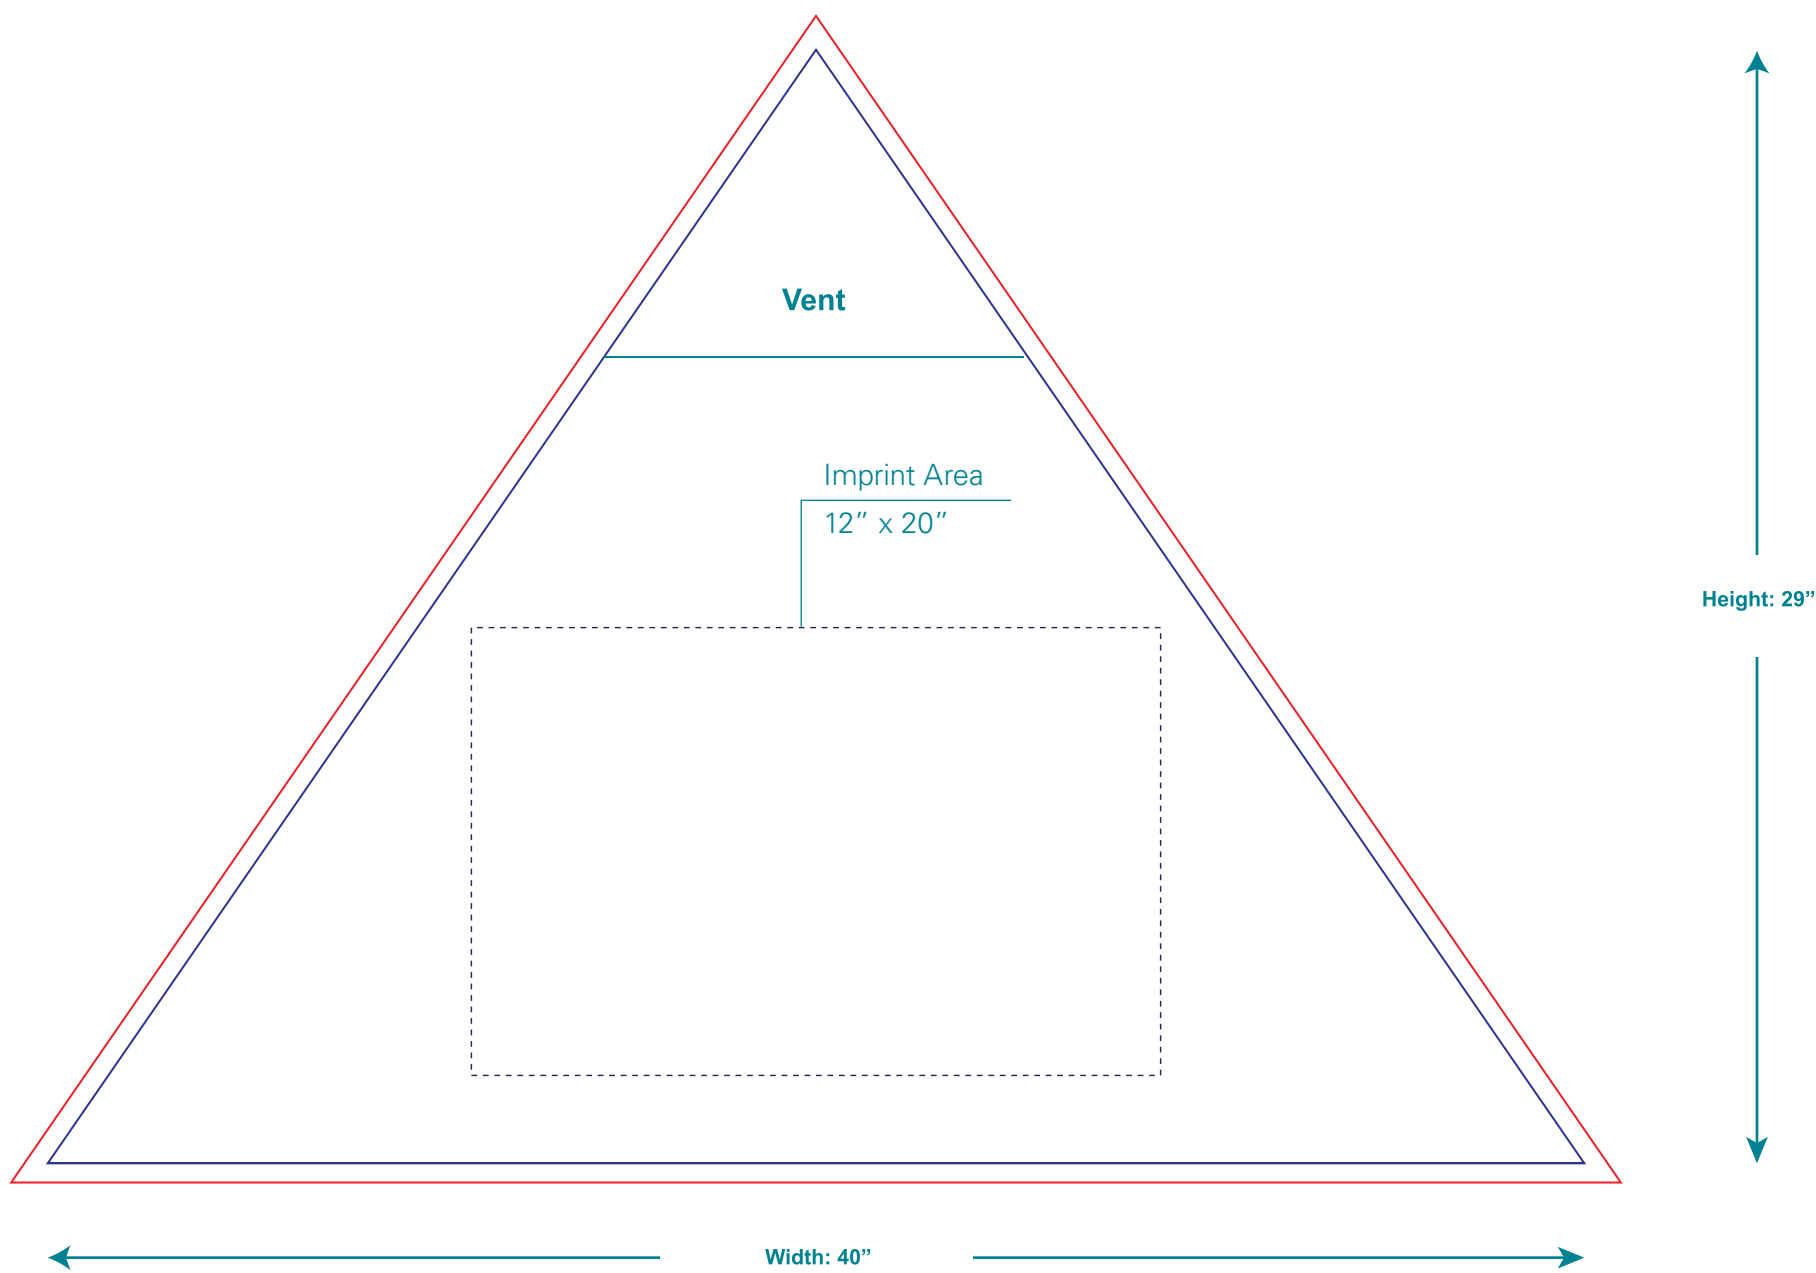 Vent
Imprint Area
12” x 20”
Height: 29”
Width: 40”